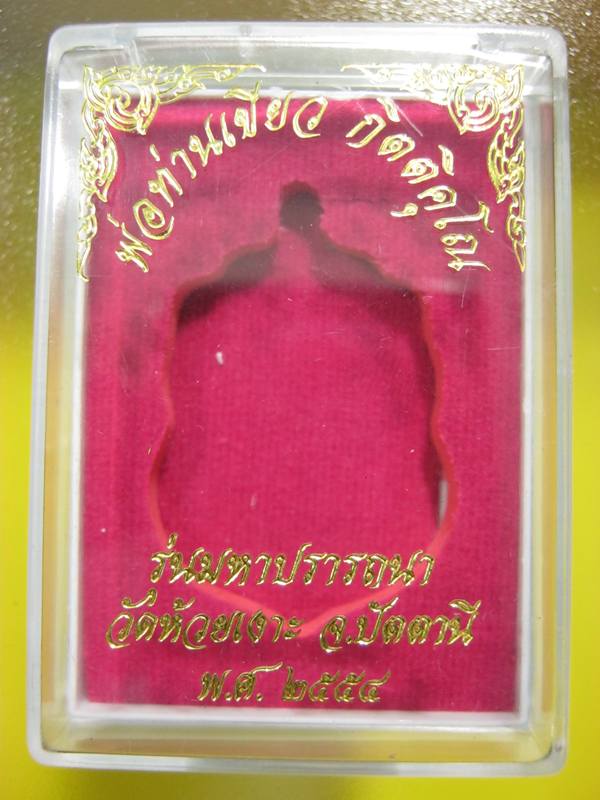 พ่อท่านเขียว กิตติคุโณ
รุ่นมหาปรารถนา
วัดห้วยเงาะ จ.ปัตตานี
พ.ศ. ๒๕๕๔